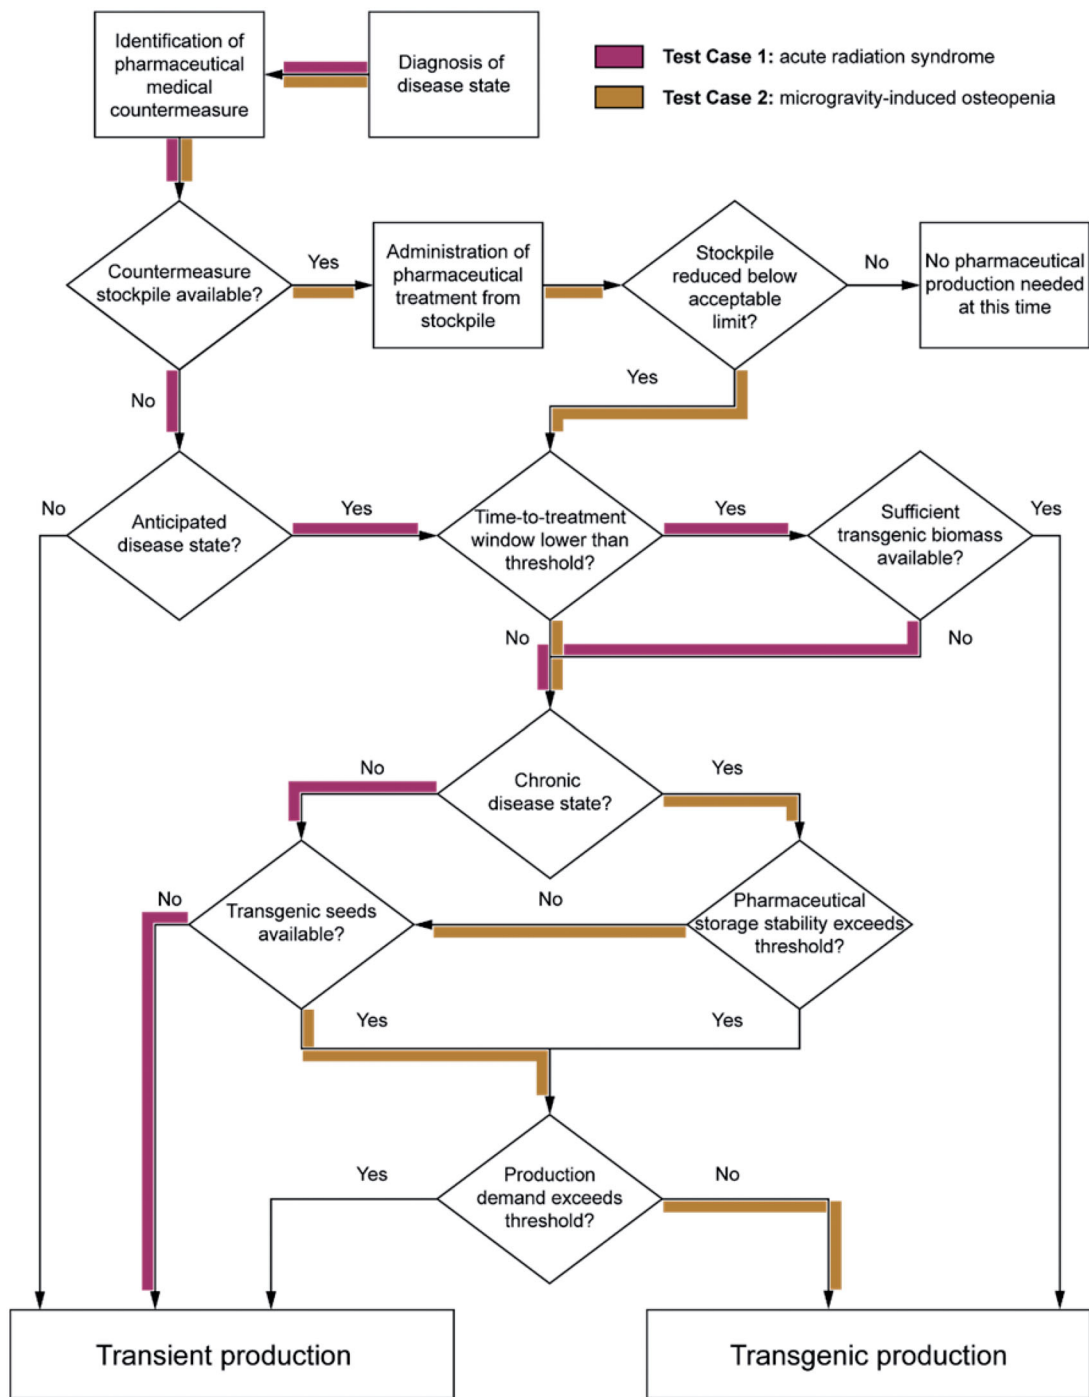 Identification of
pharmaceutical
medical
countermeasure
Diagnosis of
disease state
Test Case 1: acute radiation syndrome
Test Case 2: microgravity-induced osteopenia
Countermeasure
stockpile available?
Yes
Administration of
pharmaceutical
treatment from
stockpile
Stockpile
reduced below
acceptable
limit?
No
No pharmaceutical
production needed
at this time
No
Yes
No
Anticipated
disease state?
Yes
Time-to-treatment
window lower than
threshold?
Yes
Sufficient
transgenic biomass
available?
Yes
No
No
No
Chronic
disease state?
Yes
No
Transgenic seeds
available?
No
Pharmaceutical
storage stability exceeds
threshold?
Yes
Yes
Yes
Production
demand exceeds
threshold?
No
Transient production
Transgenic production